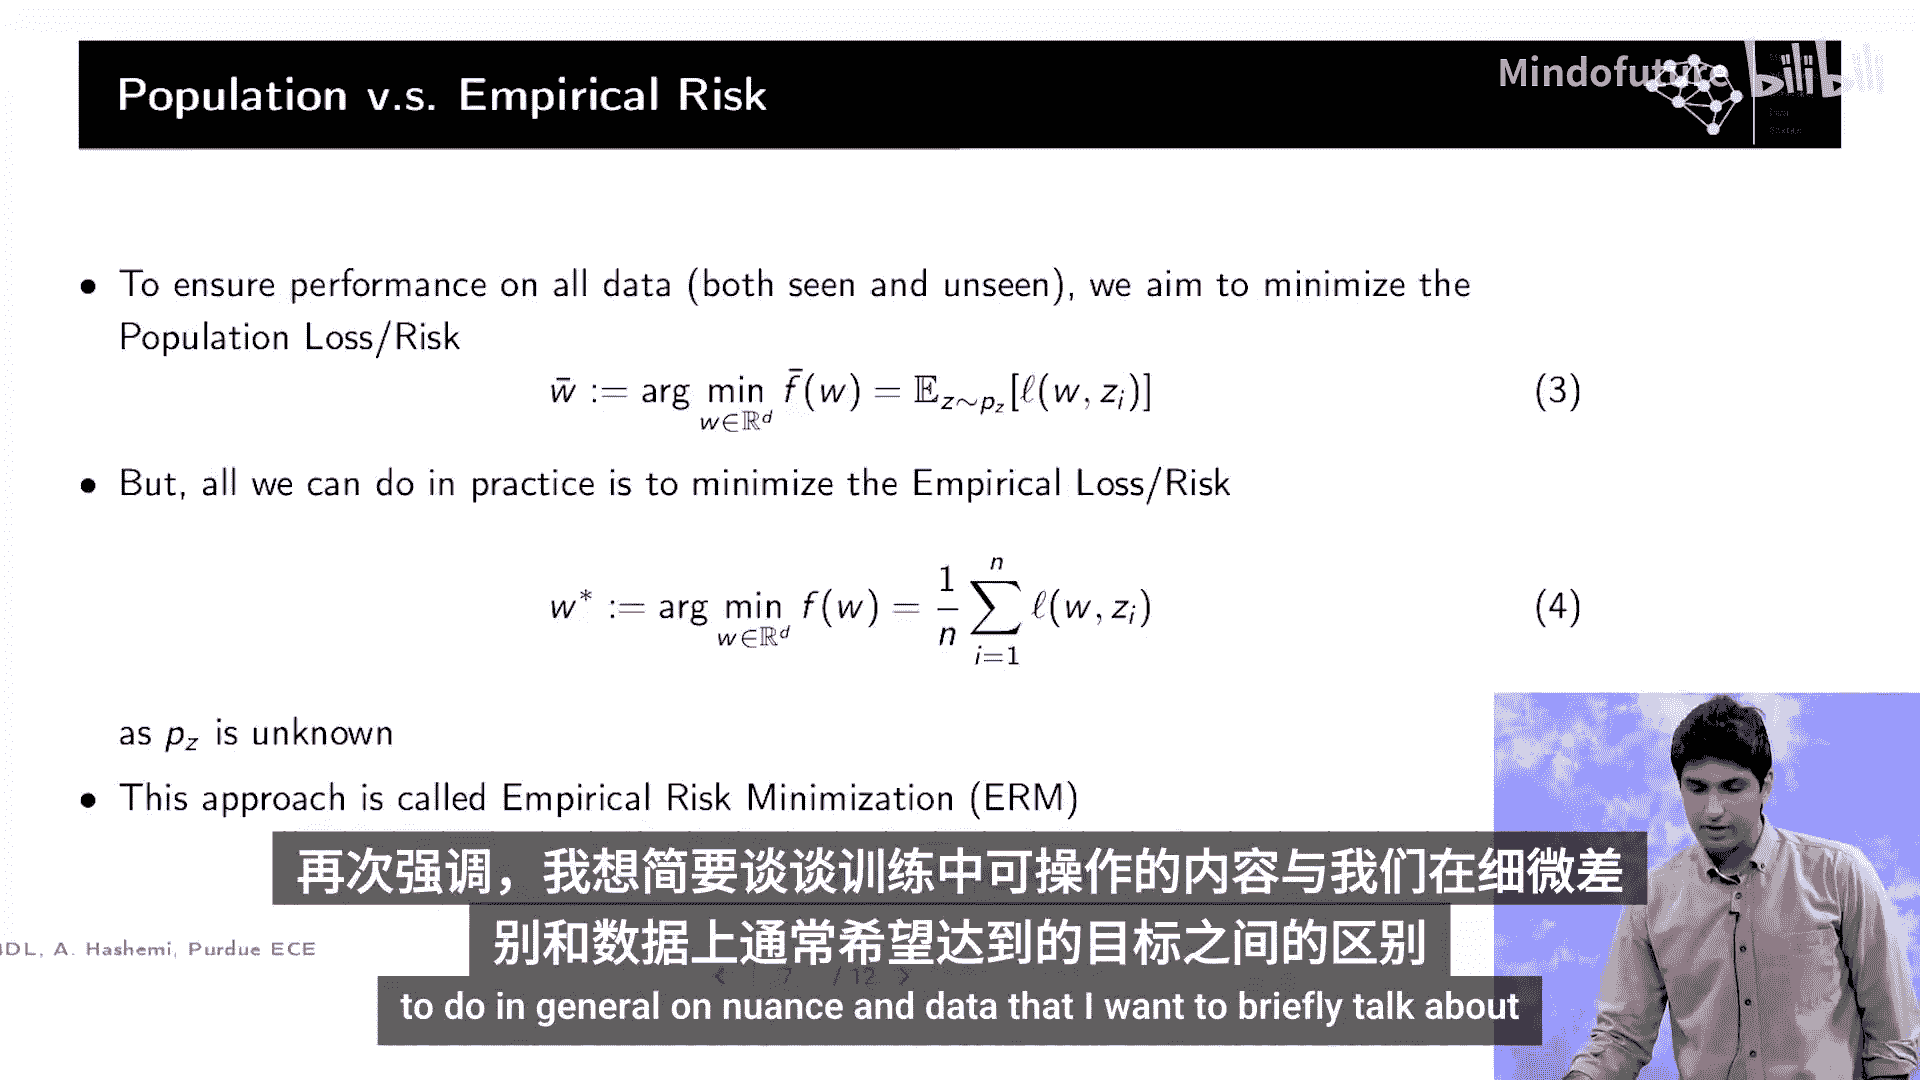 Population v.s. Empirical Risk
Mindofuture
bilibili
• To ensure performance on all data (both seen and unseen), we aim to minimize the
Population Loss/Risk
w̄ := arg min_{w∈ℝ^d} f̄(w) = 𝔼_{z∼p_z}[ℓ(w, z_i)] (3)
• But, all we can do in practice is to minimize the Empirical Loss/Risk
w* := arg min_{w∈ℝ^d} f(w) = 1/n ∑_{i=1}^{n} ℓ(w, z_i) (4)
as p_z is unknown
• This approach is called Empirical Risk Minimization (ERM)
再次强调，我想简要谈谈训练中可操作的内容与我们在细微差
别和数据上通常希望达到的目标之间的区别
DL, A. Hashemi, Purdue ECE
7 / 12
to do in general on nuance and data that I want to briefly talk about